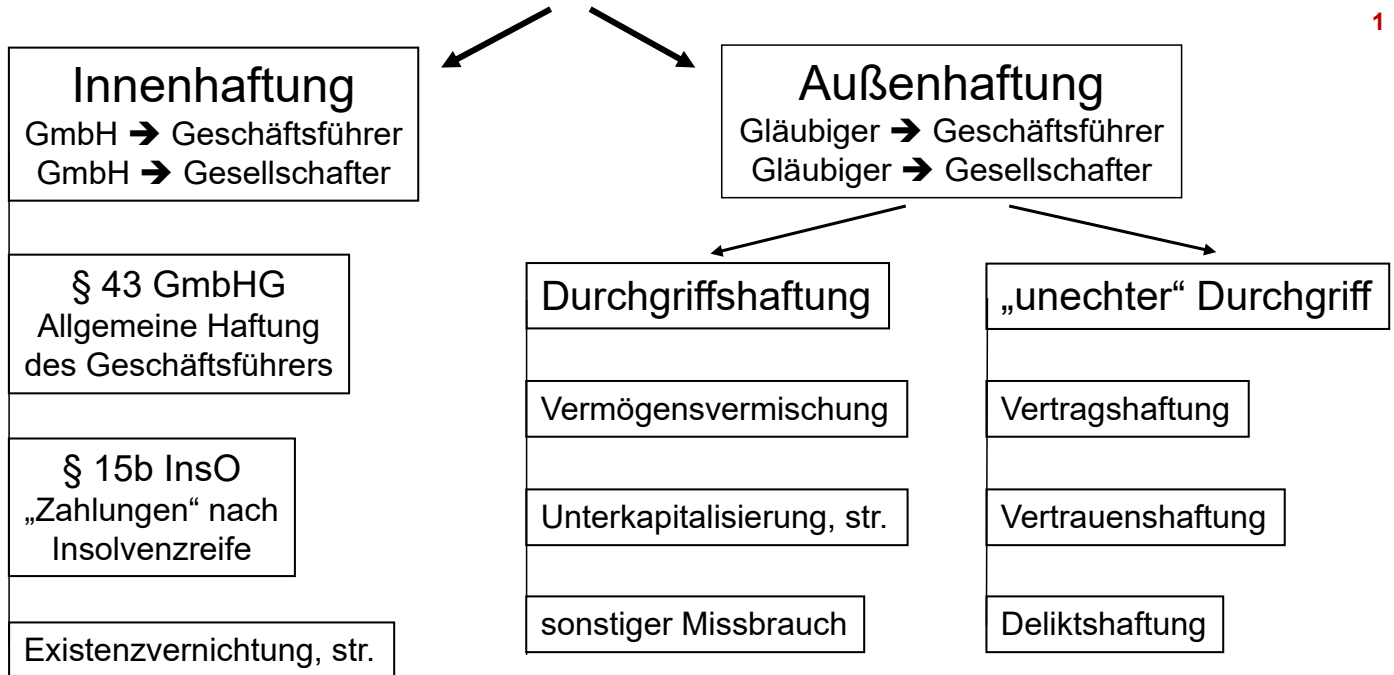 1
Innenhaftung
GmbH ➔ Geschäftsführer
GmbH ➔ Gesellschafter
§ 43 GmbHG
Allgemeine Haftung
des Geschäftsführers
§ 15b InsO
„Zahlungen“ nach
Insolvenzreife
Existenzvernichtung, str.
Außenhaftung
Gläubiger ➔ Geschäftsführer
Gläubiger ➔ Gesellschafter
Durchgriffshaftung
Vermögensvermischung
Unterkapitalisierung, str.
sonstiger Missbrauch
„unechter“ Durchgriff
Vertragshaftung
Vertrauenshaftung
Deliktshaftung